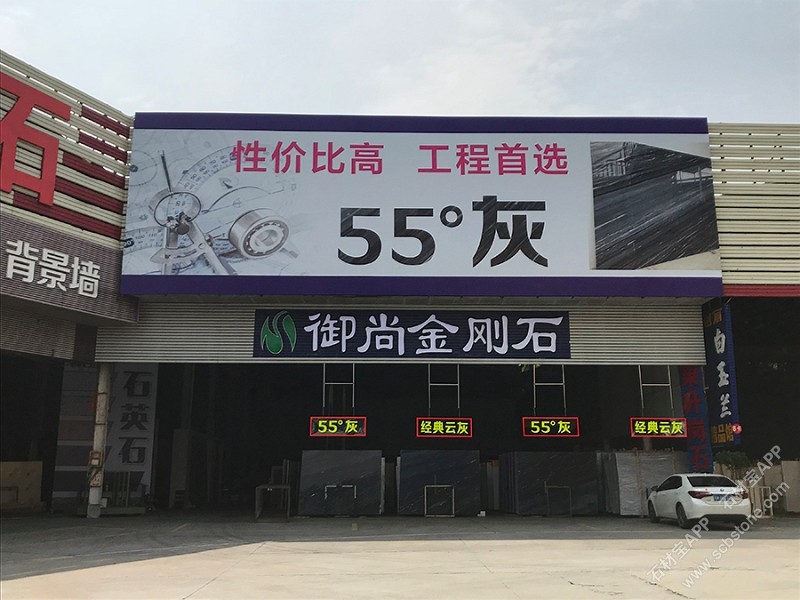 性价比高 工程首选
55°灰
石
背景墙
御尚金刚石
55°灰
经典云灰
55°灰
经典云灰
石英石
白玉兰
石材宝APP
石材宝APP
www.scbstone.com